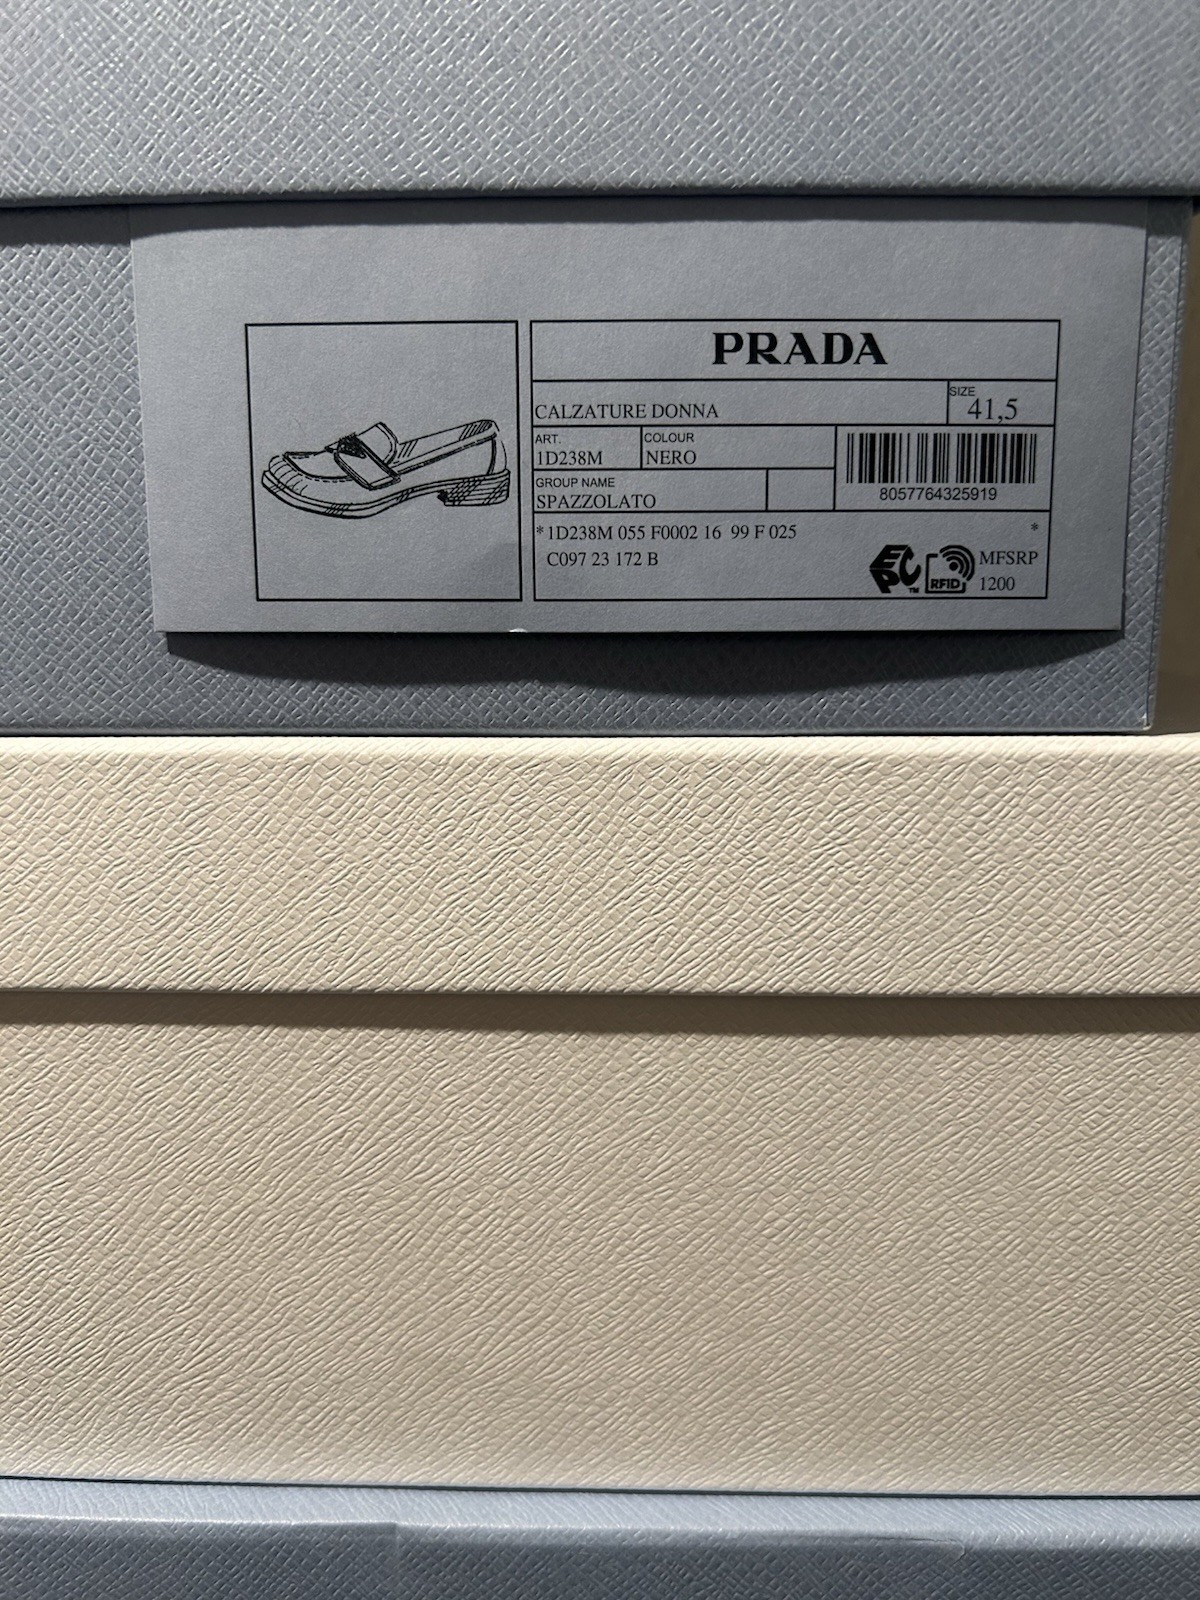 PRADA
CALZATURE DONNA
SIZE
41,5
ART.
1D238M
COLOUR
NERO
GROUP NAME
SPAZZOLATO
8057764325919
*1D238M 055 F0002 16 99 F 025 *
C097 23 172 B
EPC™
RFID
MFSRP
1200